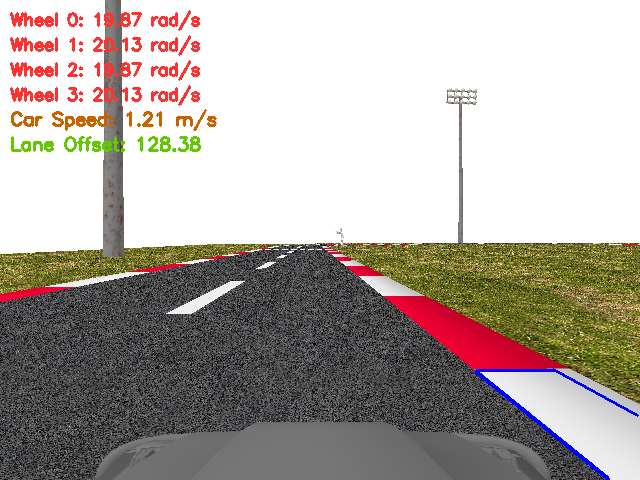 Wheel 0: 19.87 rad/s
Wheel 1: 20.13 rad/s
Wheel 2: 19.87 rad/s
Wheel 3: 20.13 rad/s
Car Speed: 1.21 m/s
Lane Offset: 128.38